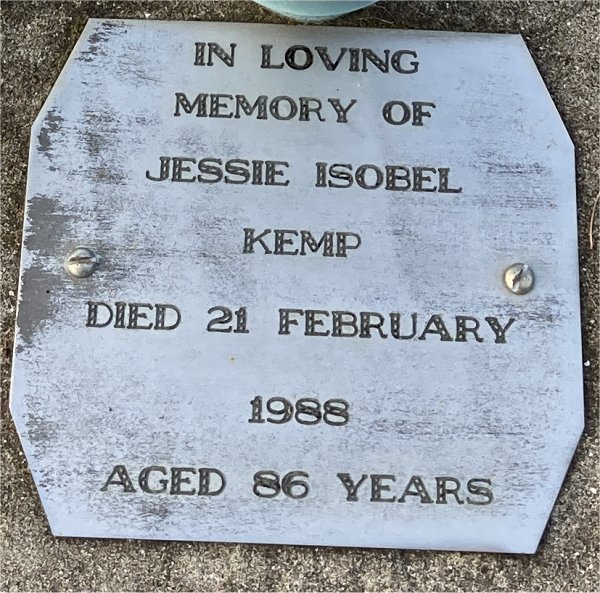 IN LOVING
MEMORY OF
JESSIE ISOBEL
KEMP
DIED 21 FEBRUARY
1988
AGED 86 YEARS